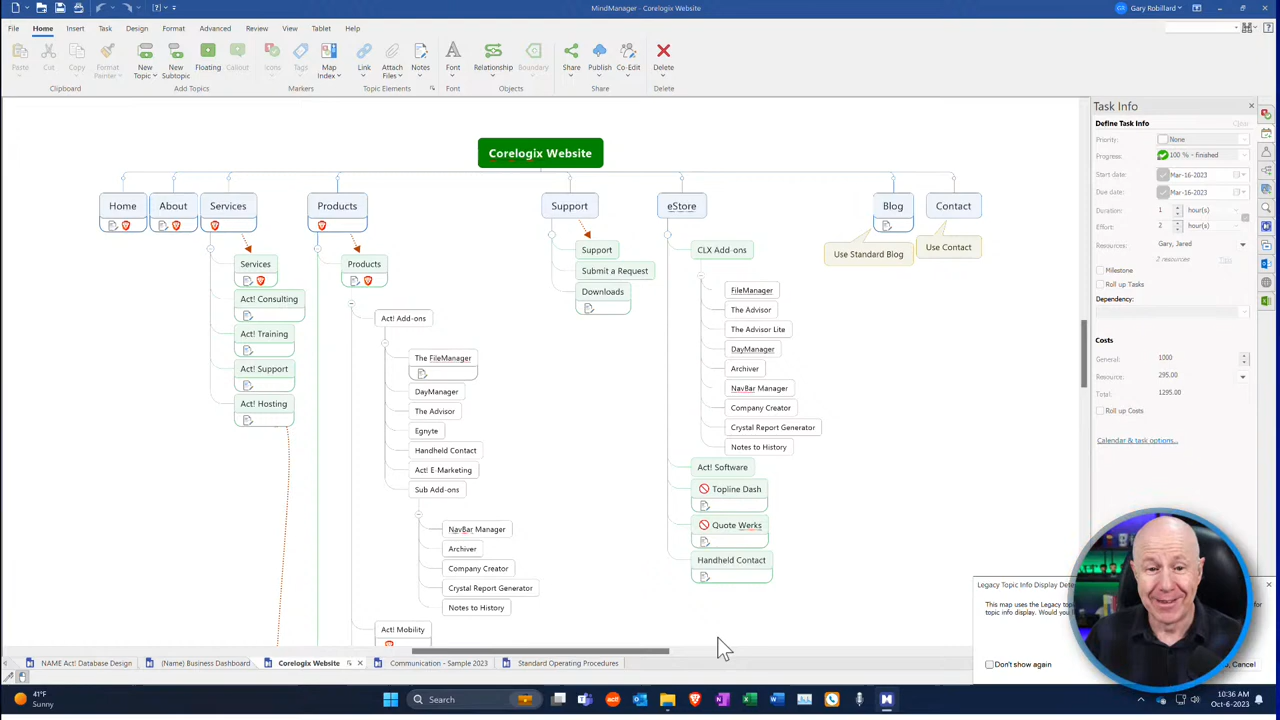 MindManager - Corelogix Website
Gary Robillard
File Home Insert Task Design Format Advanced Review View Tablet Help
Paste Cut Copy Format Painter New Topic New Subtopic Floating Callout Icons Tags Map Index Link Attach Files Notes Font Relationship Boundary Share Publish Co-Edit Delete
Clipboard Add Topics Markers Topic Elements Font Objects Share Delete
Task Info
Define Task Info Clear
Priority: None
Progress: 100 % - Finished
Start date: Mar-16-2023
Due date: Mar-16-2023
Duration: 1 hour(s)
Effort: 2 hour(s)
Resources: Gary, Jared
2 resources
Milestone
Roll up Tasks
Dependency:
Costs
General: 1000
Resource: 295.00
Total: 1295.00
Roll up Costs
Calendar & task options...
Corelogix Website
Home About Services Products Support eStore Blog Contact
Use Standard Blog
Use Contact
Services
Act! Consulting
Act! Training
Act! Support
Act! Hosting
Products
Act! Add-ons
The FileManager
DayManager
The Advisor
Egnyte
Handheld Contact
Act! E-Marketing
Sub Add-ons
NavBar Manager
Archiver
Company Creator
Crystal Report Generator
Notes to History
Act! Mobility
Support
Submit a Request
Downloads
CLX Add-ons
FileManager
The Advisor
The Advisor Lite
DayManager
Archiver
NavBar Manager
Company Creator
Crystal Report Generator
Notes to History
Act! Software
Topline Dash
Quote Werks
Handheld Contact
Legacy Topic Info Display Dete
This map uses the Legacy topi
for
topic info display. Would you
Don't show again
Cancel
NAME Act! Database Design
(Name) Business Dashboard
Corelogix Website
Communication - Sample 2023
Standard Operating Procedures
41°F
Sunny
Search
10:36 AM
Oct-6-2023